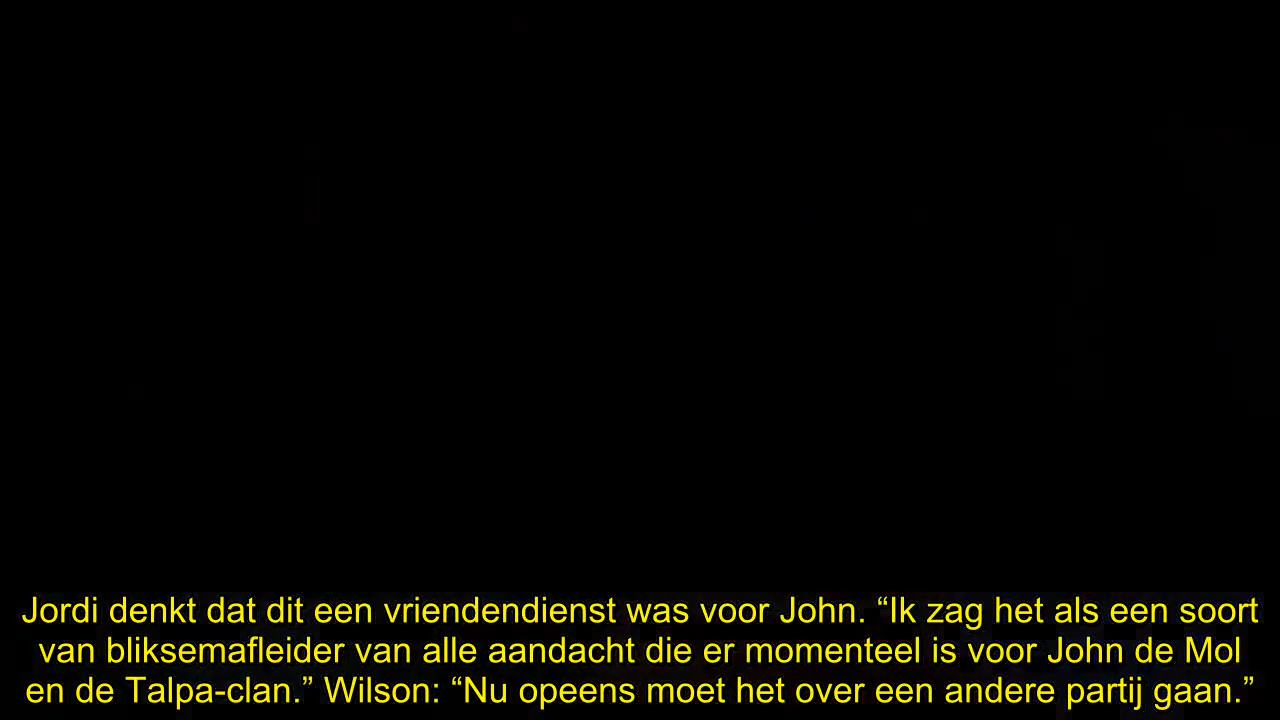 Jordi denkt dat dit een vriendendienst was voor John. “Ik zag het als een soort
van bliksemafleider van alle aandacht die er momenteel is voor John de Mol
en de Talpa-clan.” Wilson: “Nu opeens moet het over een andere partij gaan.”